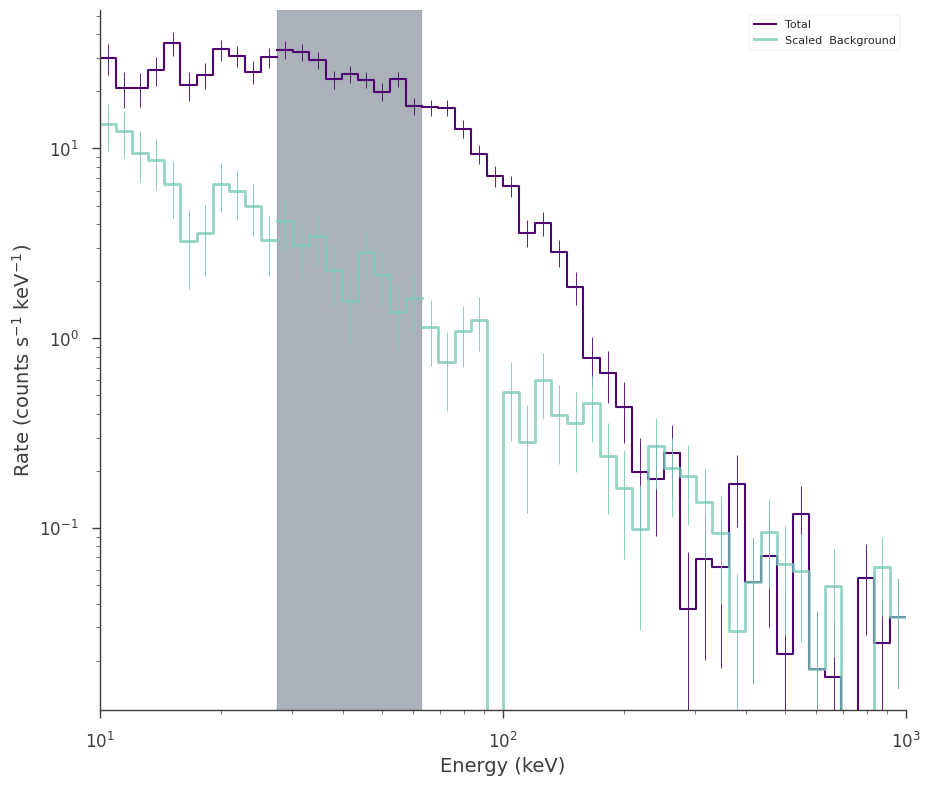 Total
Scaled  Background
10¹
10⁰
10⁻¹
Rate (counts s⁻¹ keV⁻¹)
10¹
10²
10³
Energy (keV)